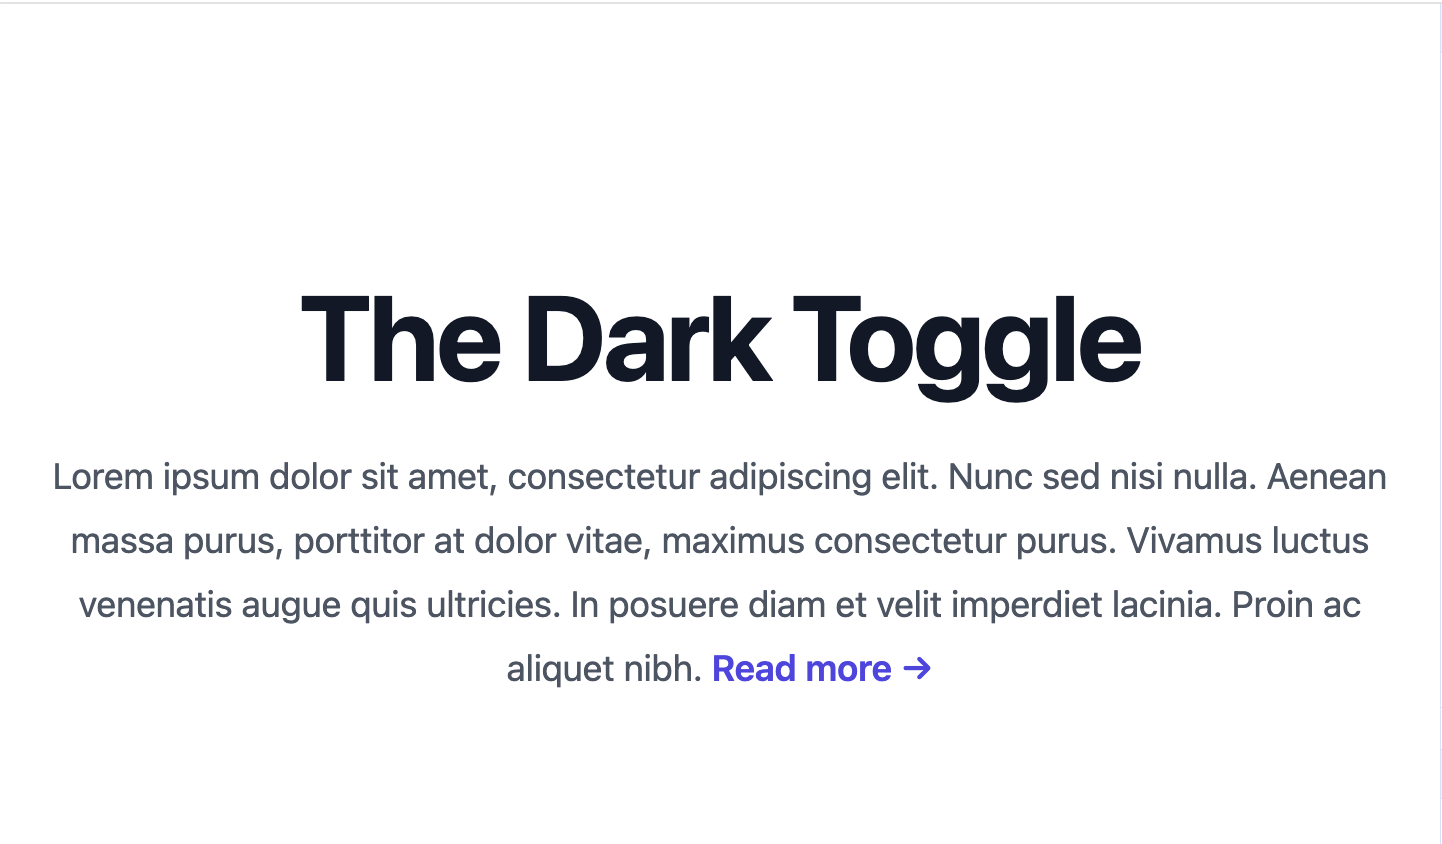 The Dark Toggle
Lorem ipsum dolor sit amet, consectetur adipiscing elit. Nunc sed nisi nulla. Aenean
massa purus, porttitor at dolor vitae, maximus consectetur purus. Vivamus luctus
venenatis augue quis ultricies. In posuere diam et velit imperdiet lacinia. Proin ac
aliquet nibh. Read more →